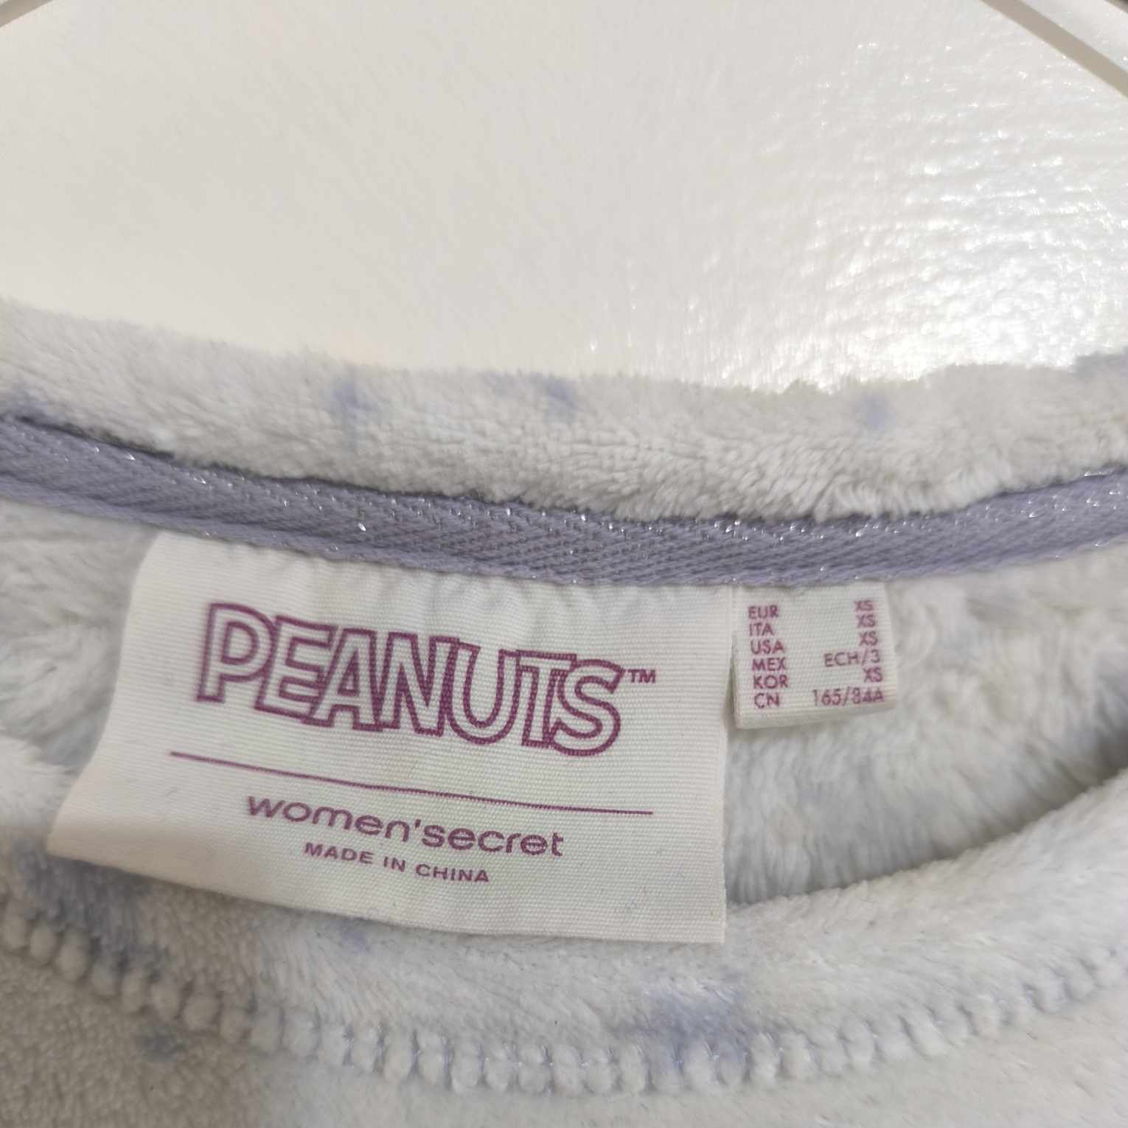 PEANUTS™
women'secret
MADE IN CHINA
EUR XS
ITA XS
USA XS
MEX ECH/3
KOR XS
CN 165/84A